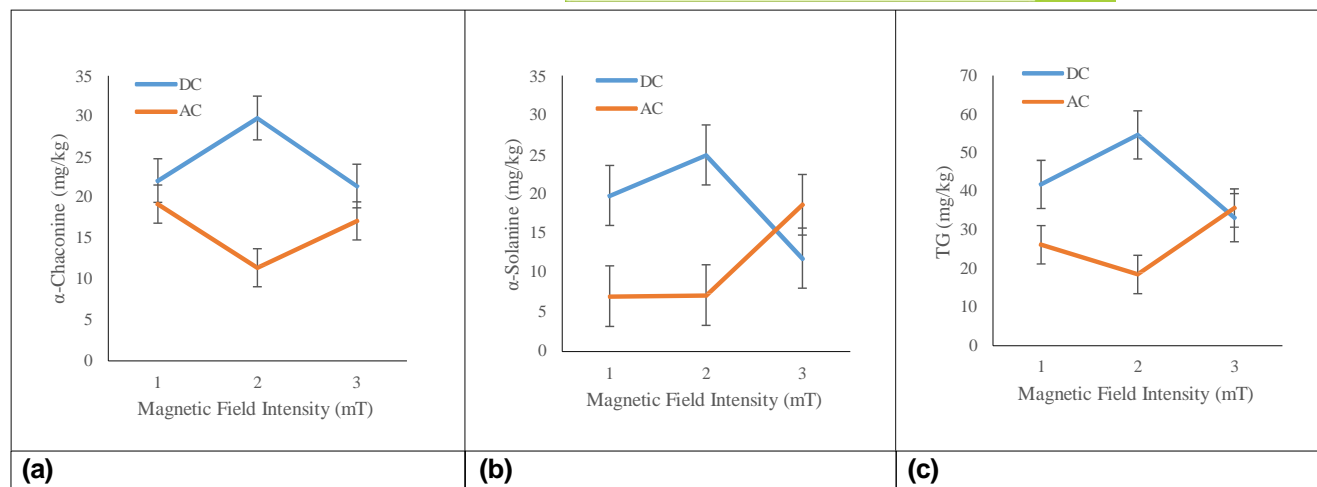 35
30
25
20
15
10
5
0
α-Chaconine (mg/kg)
DC
AC
1 2 3
Magnetic Field Intensity (mT)
(a)
35
30
25
20
15
10
5
0
α-Solanine (mg/kg)
DC
AC
1 2 3
Magnetic Field Intensity (mT)
(b)
70
60
50
40
30
20
10
0
TG (mg/kg)
DC
AC
1 2 3
Magnetic Field Intensity (mT)
(c)